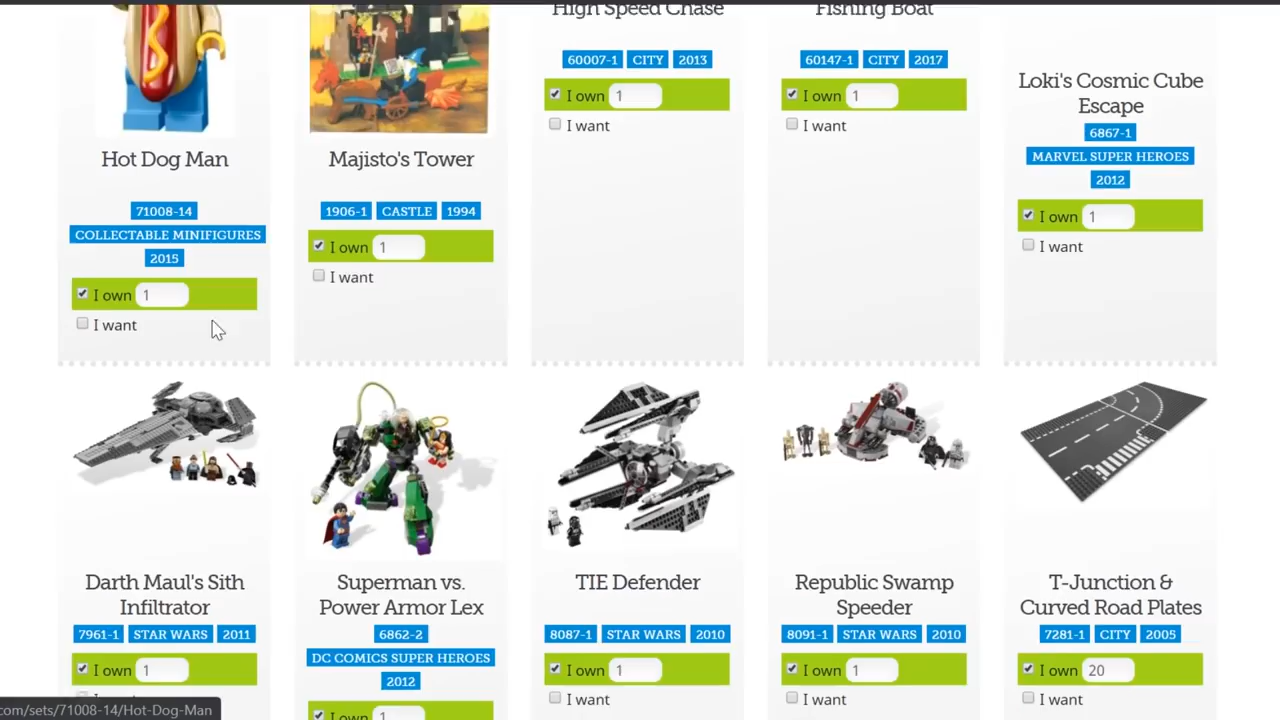 High Speed Chase
Fishing Boat
60007-1 CITY 2013
60147-1 CITY 2017
Loki's Cosmic Cube
Escape
I own 1
I own 1
I want
I want
6867-1
MARVEL SUPER HEROES
2012
Hot Dog Man
Majisto's Tower
71008-14
1906-1 CASTLE 1994
I own 1
COLLECTABLE MINIFIGURES
I own 1
I want
2015
I want
I own 1
I want
Darth Maul's Sith
Infiltrator
Superman vs.
Power Armor Lex
TIE Defender
Republic Swamp
Speeder
T-Junction &
Curved Road Plates
7961-1 STAR WARS 2011
6862-2
8087-1 STAR WARS 2010
8091-1 STAR WARS 2010
7281-1 CITY 2005
DC COMICS SUPER HEROES
2012
I own 1
I own 1
I own 1
I own 20
I want
I want
I want
I own 1
com/sets/71008-14/Hot-Dog-Man